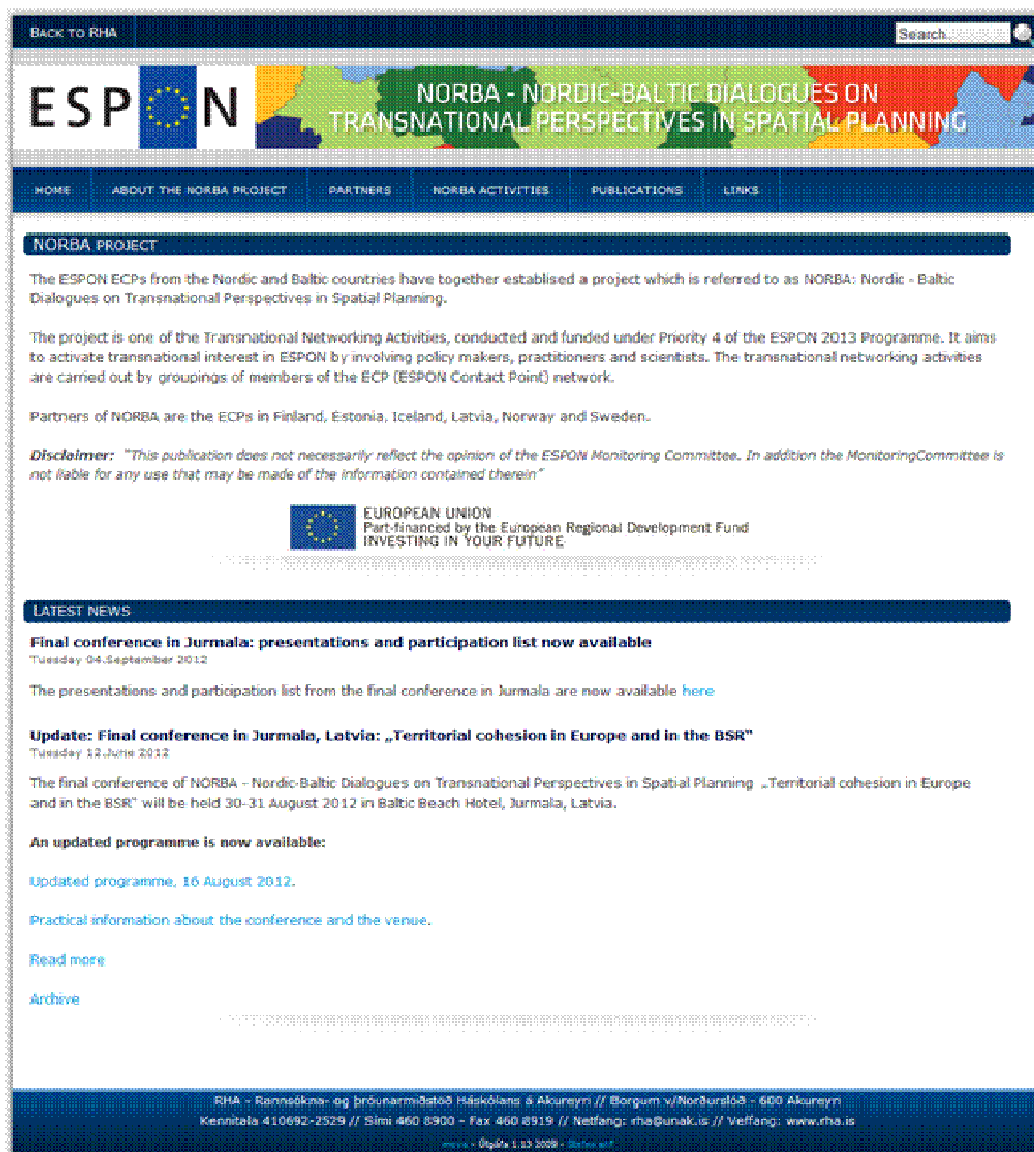 BACK TO RHA
Search...
ESPON
NORBA - NORDIC-BALTIC DIALOGUES ON
TRANSNATIONAL PERSPECTIVES IN SPATIAL PLANNING
HOME ABOUT THE NORBA PROJECT PARTNERS NORBA ACTIVITIES PUBLICATIONS LINKS
NORBA PROJECT
The ESPON ECPs from the Nordic and Baltic countries have together establised a project which is referred to as NORBA: Nordic - Baltic
Dialogues on Transnational Perspectives in Spatial Planning.
The project is one of the Transnational Networking Activities, conducted and funded under Priority 4 of the ESPON 2013 Programme. It aims
to activate transnational interest in ESPON by involving policy makers, practitioners and scientists. The transnational networking activities
are carried out by groupings of members of the ECP (ESPON Contact Point) network.
Partners of NORBA are the ECPs in Finland, Estonia, Iceland, Latvia, Norway and Sweden.
Disclaimer: "This publication does not necessarily reflect the opinion of the ESPON Monitoring Committee. In addition the MonitoringCommittee is
not liable for any use that may be made of the information contained therein"
EUROPEAN UNION
Part-financed by the European Regional Development Fund
INVESTING IN YOUR FUTURE
LATEST NEWS
Final conference in Jurmala: presentations and participation list now available
Tuesday 04.September 2012
The presentations and participation list from the final conference in Jurmala are now available here
Update: Final conference in Jurmala, Latvia: „Territorial cohesion in Europe and in the BSR"
Tuesday 12.June 2012
The final conference of NORBA – Nordic-Baltic Dialogues on Transnational Perspectives in Spatial Planning „Territorial cohesion in Europe
and in the BSR" will be held 30-31 August 2012 in Baltic Beach Hotel, Jurmala, Latvia.
An updated programme is now available:
Updated programme, 16 August 2012.
Practical information about the conference and the venue.
Read more
Archive
RHA - Rannsókna- og þróunarmiðstöð Háskólans á Akureyri // Borgum v/Norðurslóð - 600 Akureyri
Kennitala 410692-2529 // Sími 460 8900 - Fax 460 8919 // Netfang: rha@unak.is // Veffang: www.rha.is
moya - Útgáfa 1.13 2009 - Stefna ehf